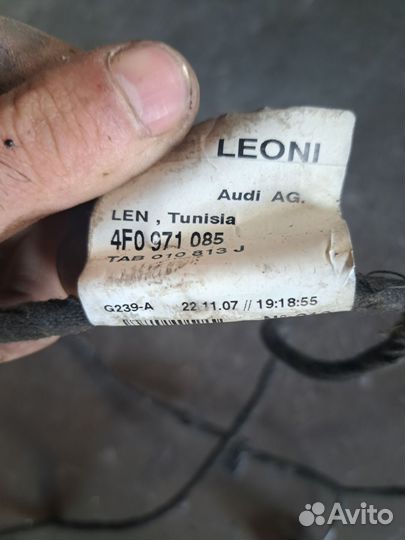 LEONI
Audi AG.
LEN , Tunisia
4F0 971 085
TAB 010 813 J
G239-A 22.11.07 // 19:18:55
Avito